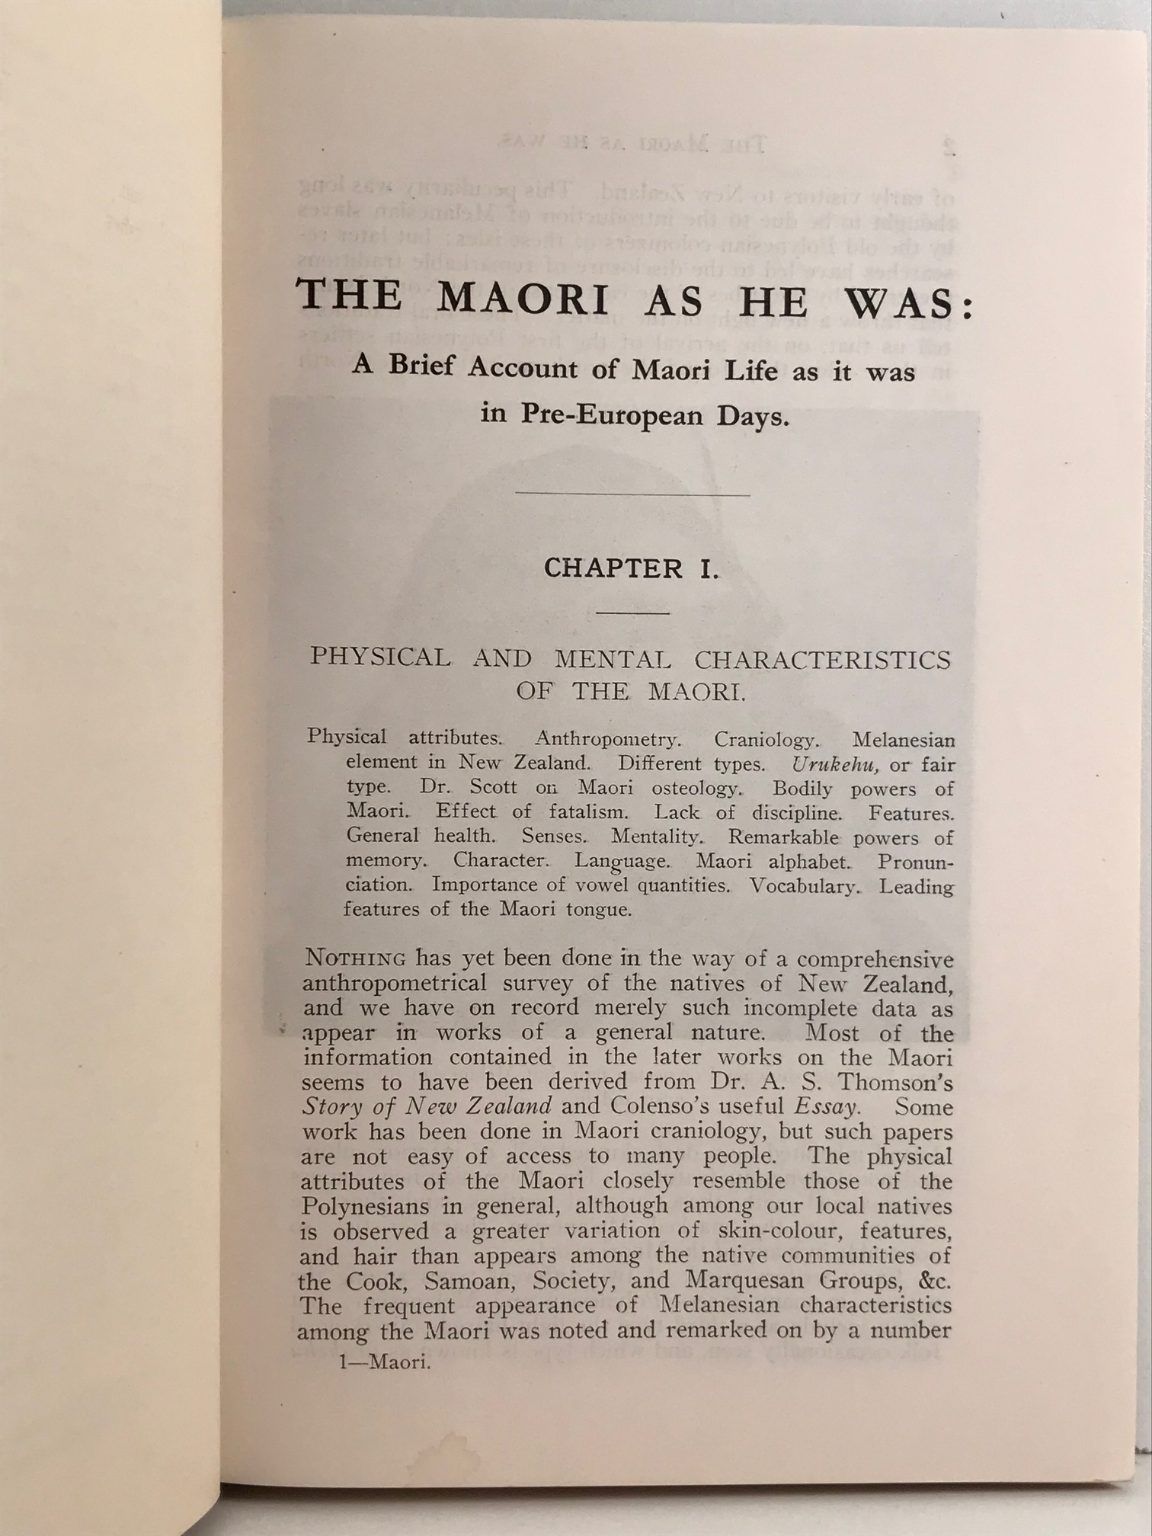 THE MAORI AS HE WAS:
A Brief Account of Maori Life as it was
in Pre-European Days.
CHAPTER I.
PHYSICAL AND MENTAL CHARACTERISTICS
OF THE MAORI.
Physical attributes. Anthropometry. Craniology. Melanesian
element in New Zealand. Different types. Urukehu, or fair
type. Dr. Scott on Maori osteology. Bodily powers of
Maori. Effect of fatalism. Lack of discipline. Features.
General health. Senses. Mentality. Remarkable powers of
memory. Character. Language. Maori alphabet. Pronun-
ciation. Importance of vowel quantities. Vocabulary. Leading
features of the Maori tongue.
NOTHING has yet been done in the way of a comprehensive
anthropometrical survey of the natives of New Zealand,
and we have on record merely such incomplete data as
appear in works of a general nature. Most of the
information contained in the later works on the Maori
seems to have been derived from Dr. A. S. Thomson's
Story of New Zealand and Colenso's useful Essay. Some
work has been done in Maori craniology, but such papers
are not easy of access to many people. The physical
attributes of the Maori closely resemble those of the
Polynesians in general, although among our local natives
is observed a greater variation of skin-colour, features,
and hair than appears among the native communities of
the Cook, Samoan, Society, and Marquesan Groups, &c.
The frequent appearance of Melanesian characteristics
among the Maori was noted and remarked on by a number
1—Maori.